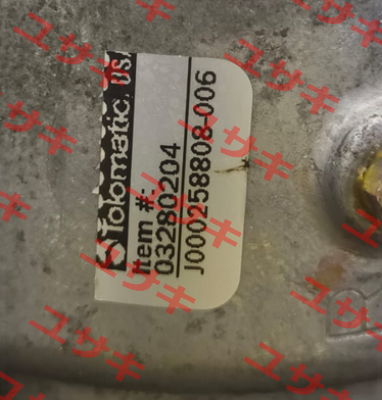 Tolomatic, USA
Item #:
03280204
J000258808-006
R
ユサキ